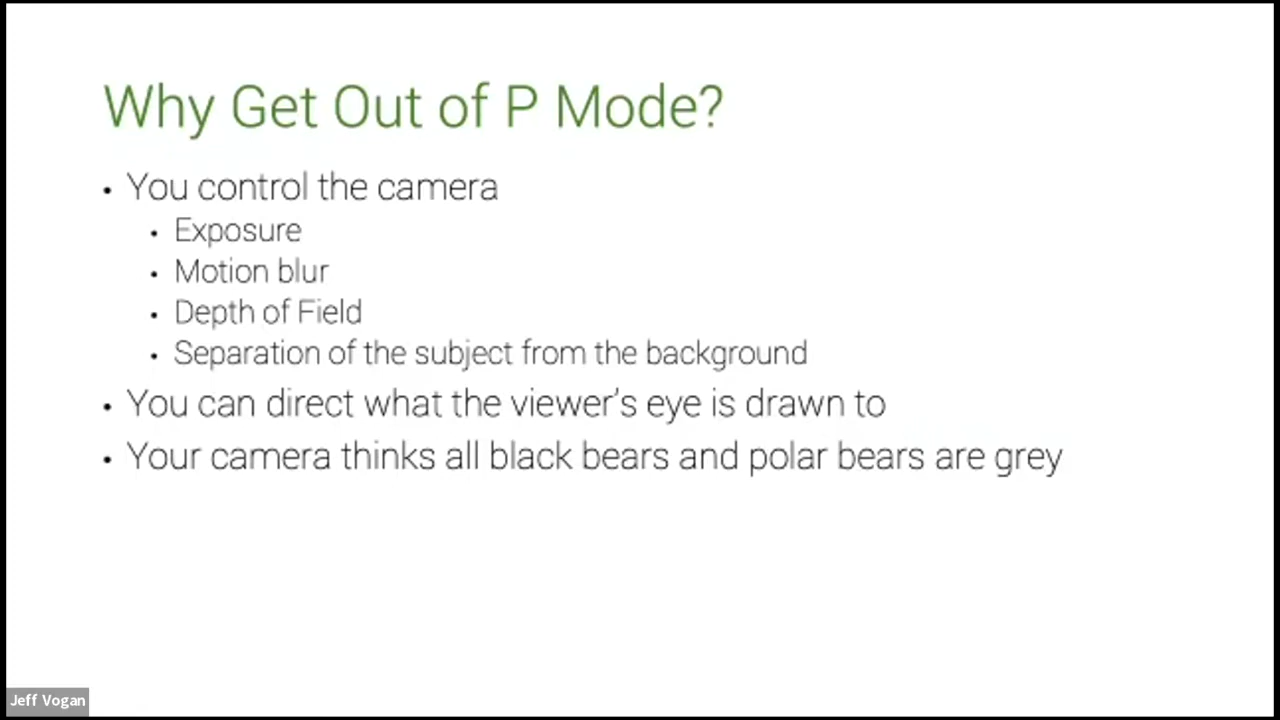 Why Get Out of P Mode?
• You control the camera
• Exposure
• Motion blur
• Depth of Field
• Separation of the subject from the background
• You can direct what the viewer’s eye is drawn to
• Your camera thinks all black bears and polar bears are grey
Jeff Vogan